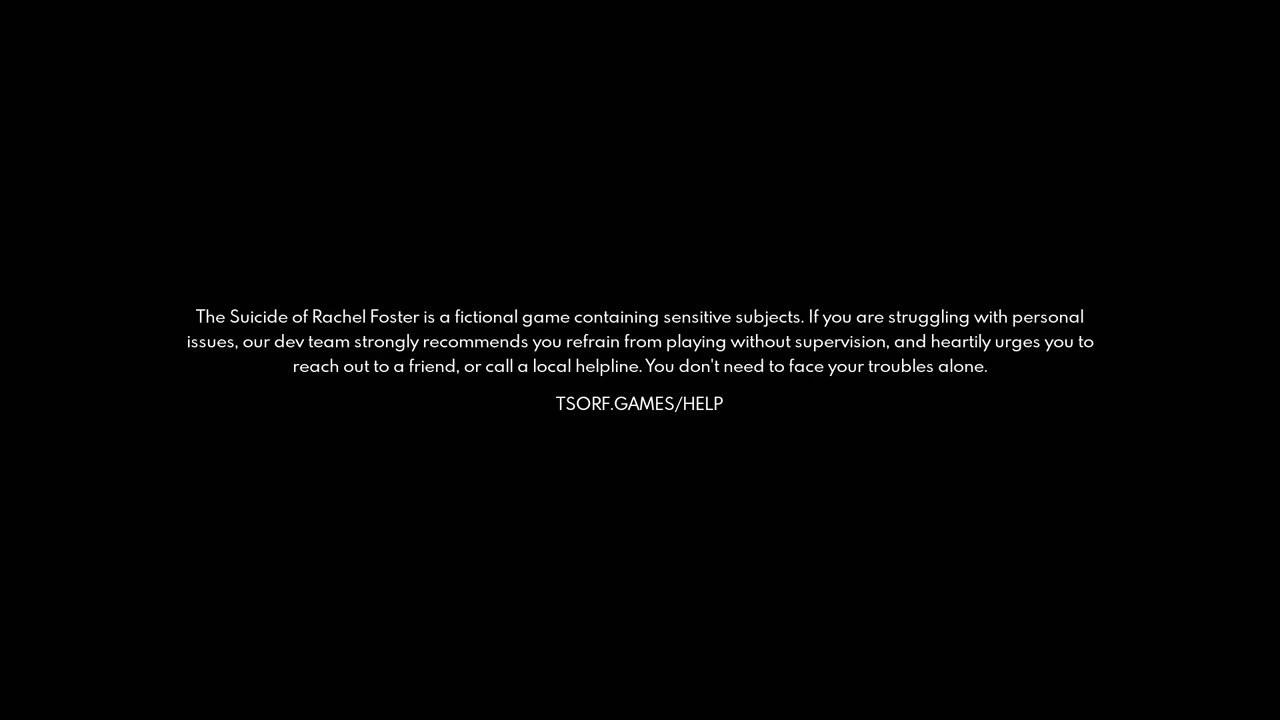 The Suicide of Rachel Foster is a fictional game containing sensitive subjects. If you are struggling with personal
issues, our dev team strongly recommends you refrain from playing without supervision, and heartily urges you to
reach out to a friend, or call a local helpline. You don't need to face your troubles alone.
TSORF.GAMES/HELP